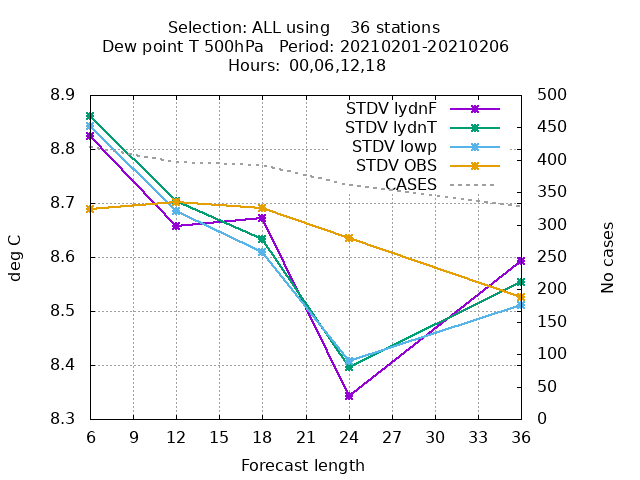 Selection: ALL using    36 stations
Dew point T 500hPa   Period: 20210201-20210206
Hours: 00,06,12,18
8.9
8.8
8.7
8.6
8.5
8.4
8.3
deg C
500
450
400
350
300
250
200
150
100
50
0
No cases
STDV lydnF
STDV lydnT
STDV lowp
STDV OBS
CASES
6 9 12 15 18 21 24 27 30 33 36
Forecast length